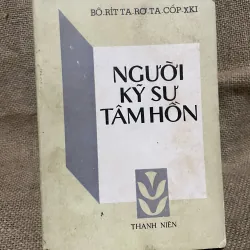 BÔ-RÍT TA-RƠ-TA-CỐP-XKI
NGƯỜI
KỸ SƯ
TÂM HỒN
THANH NIÊN